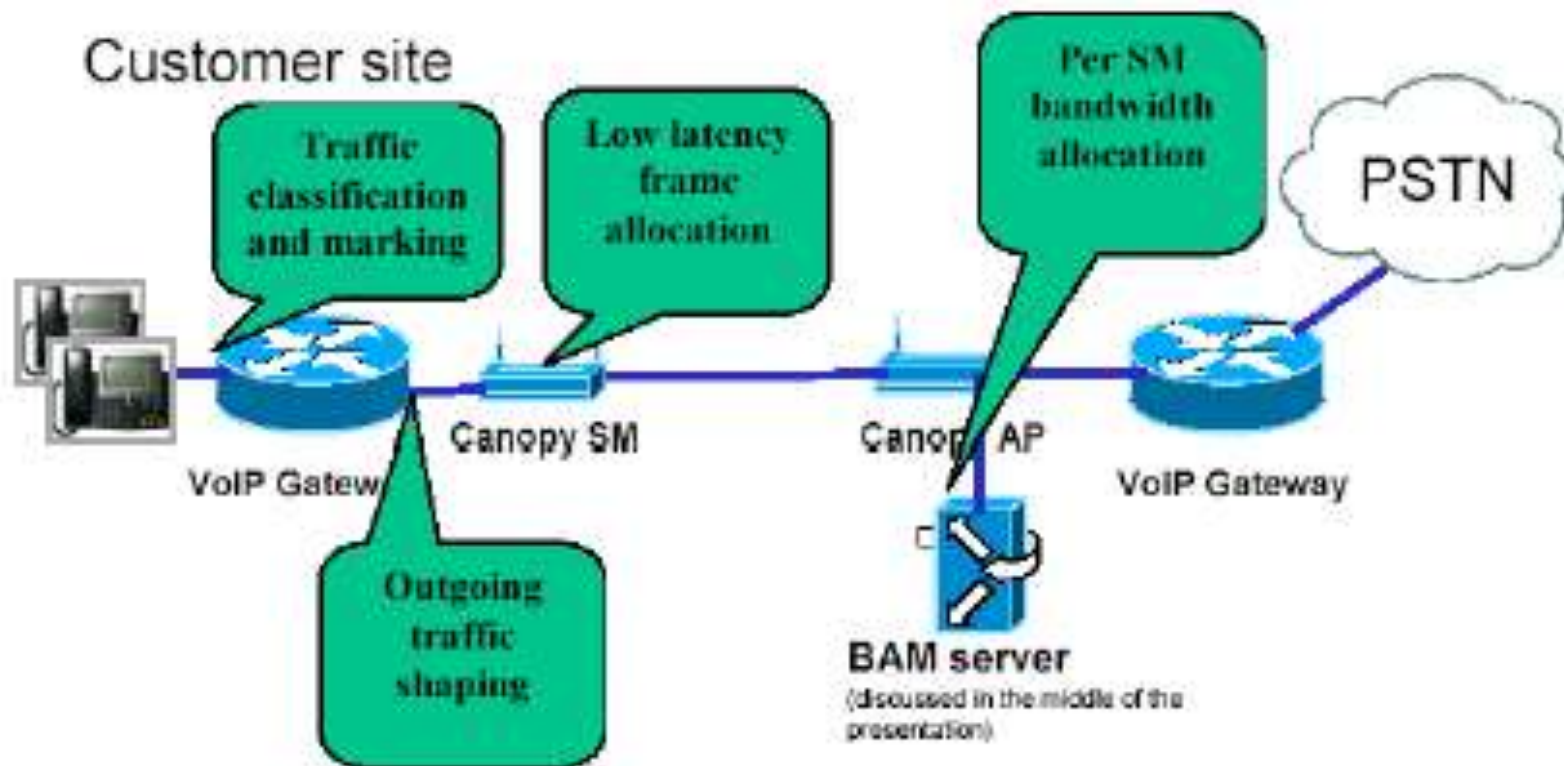 Customer site
Traffic
classification
and marking
Low latency
frame
allocation
Per SM
bandwidth
allocation
PSTN
Canopy SM
Canop AP
VoIP Gatew
VoIP Gateway
Outgoing
traffic
shaping
BAM server
(discussed in the middle of the
presentation)